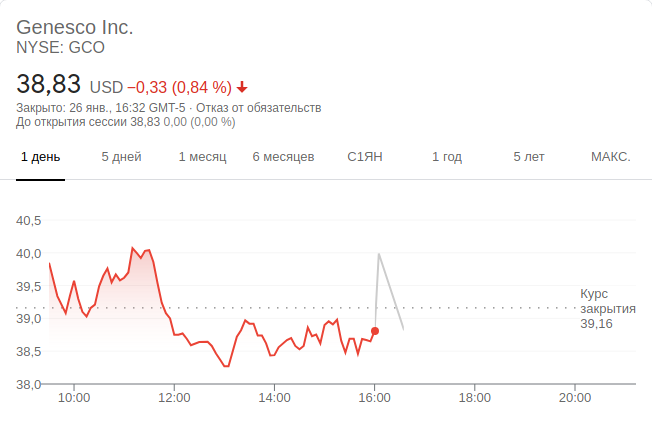 Genesco Inc.
NYSE: GCO
38,83 USD −0,33 (0,84 %)
Закрыто: 26 янв., 16:32 GMT-5 · Отказ от обязательств
До открытия сессии 38,83 0,00 (0,00 %)
1 день 5 дней 1 месяц 6 месяцев С1ЯН 1 год 5 лет МАКС.
40,5
40,0
39,5
39,0
38,5
38,0
Курс
закрытия
39,16
10:00 12:00 14:00 16:00 18:00 20:00